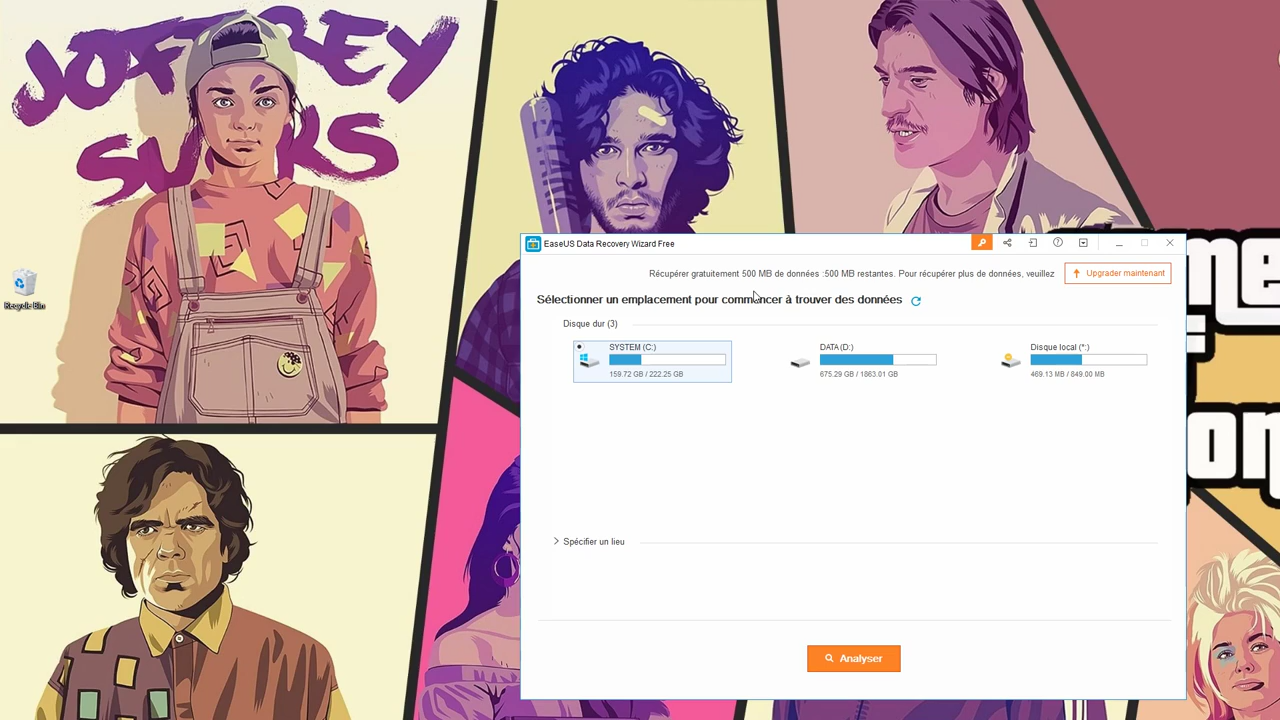 JOFFREY
SUCKS
Recycle Bin
EaseUS Data Recovery Wizard Free
Récupérer gratuitement 500 MB de données :500 MB restantes. Pour récupérer plus de données, veuillez
Upgrader maintenant
Sélectionner un emplacement pour commencer à trouver des données
Disque dur (3)
SYSTEM (C:)
159.72 GB / 222.25 GB
DATA (D:)
675.29 GB / 1863.01 GB
Disque local (*:)
469.13 MB / 849.00 MB
Spécifier un lieu
Analyser